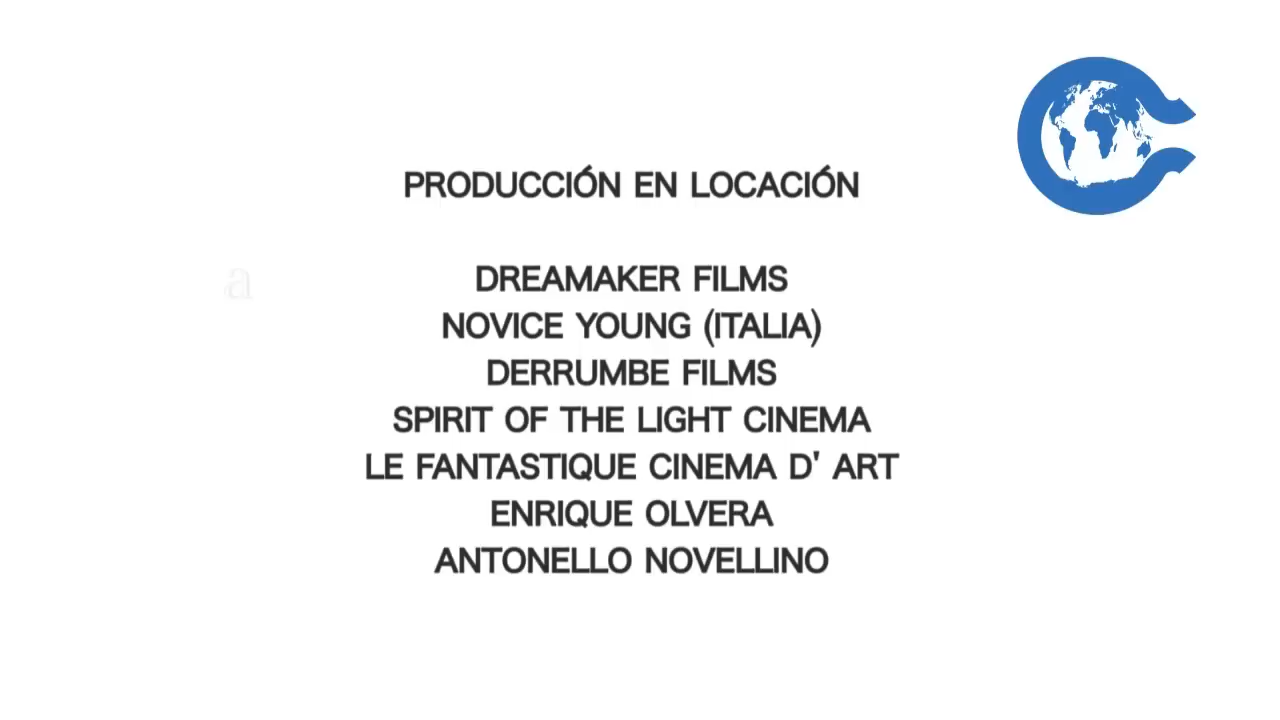 PRODUCCIÓN EN LOCACIÓN
a
DREAMAKER FILMS
NOVICE YOUNG (ITALIA)
DERRUMBE FILMS
SPIRIT OF THE LIGHT CINEMA
LE FANTASTIQUE CINEMA D' ART
ENRIQUE OLVERA
ANTONELLO NOVELLINO